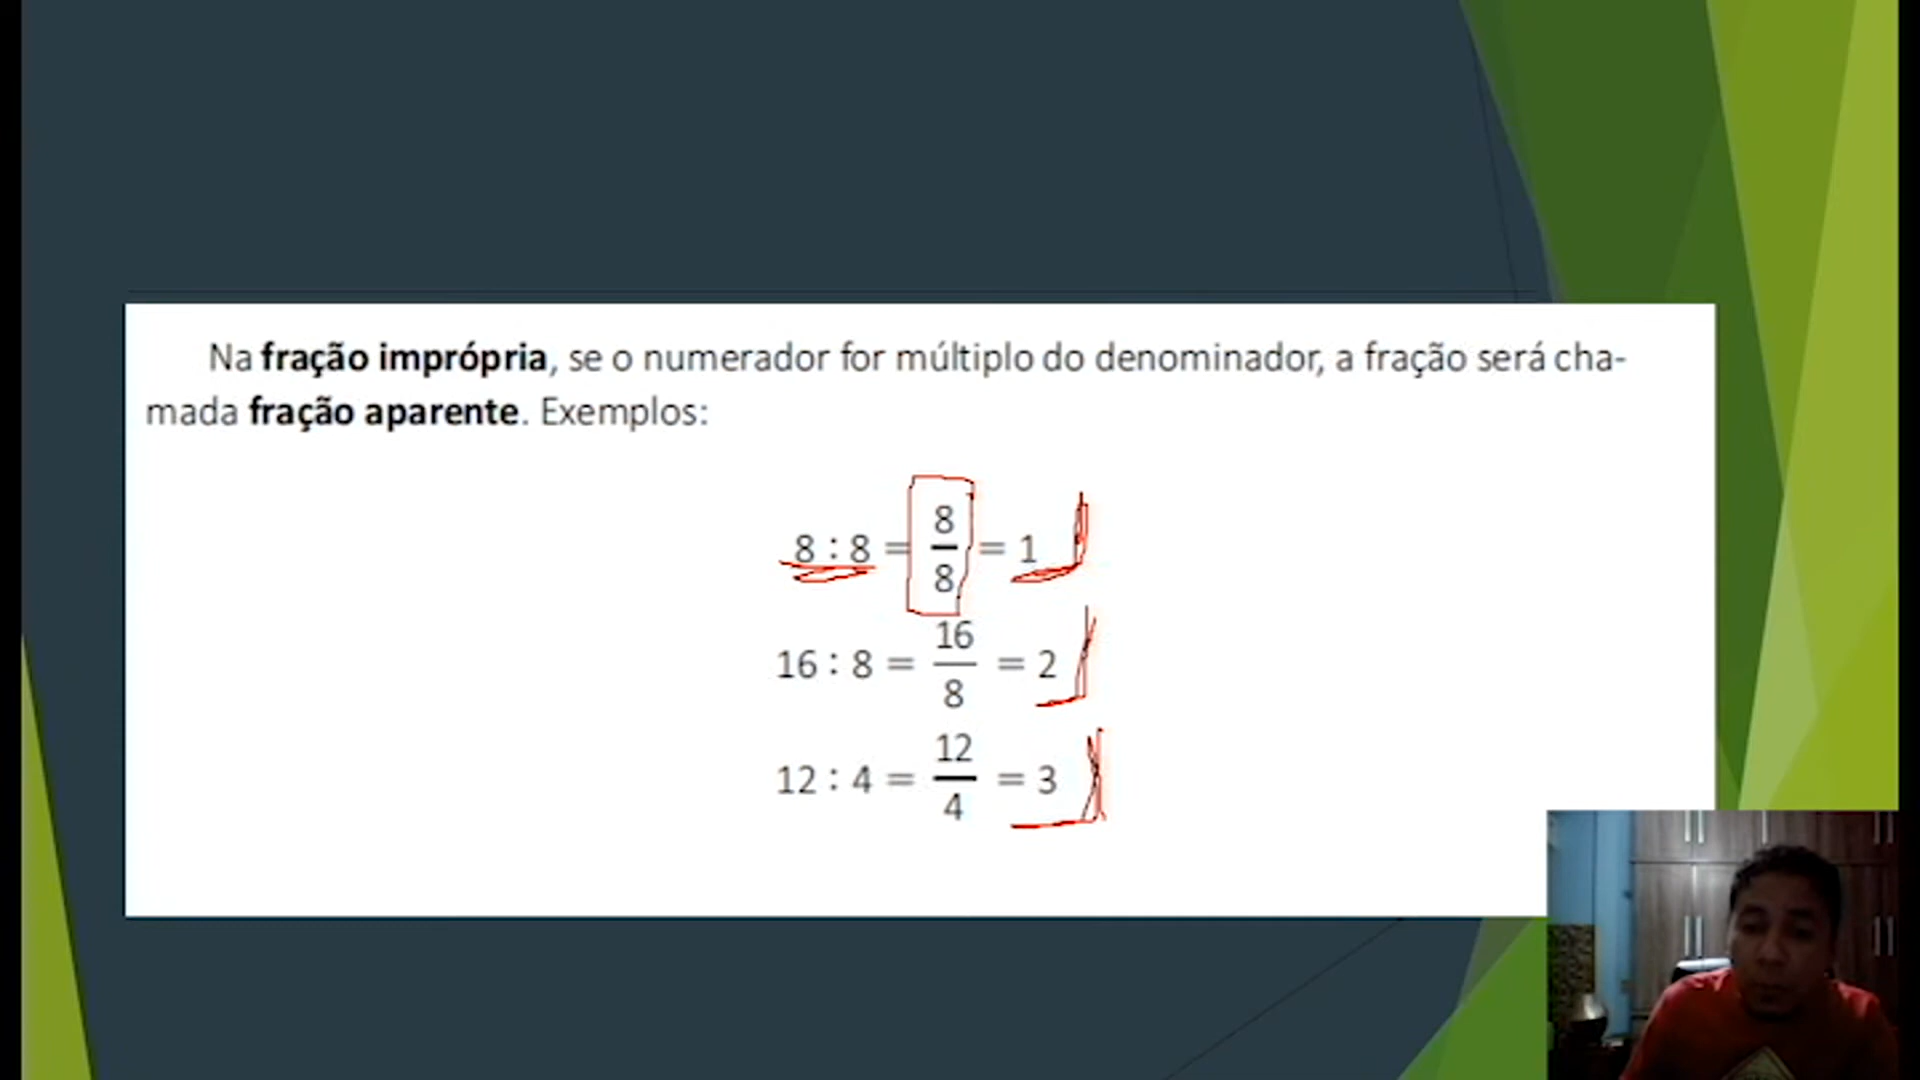 Na fração imprópria, se o numerador for múltiplo do denominador, a fração será cha-
mada fração aparente. Exemplos:
8 : 8 = 8/8 = 1
16 : 8 = 16/8 = 2
12 : 4 = 12/4 = 3